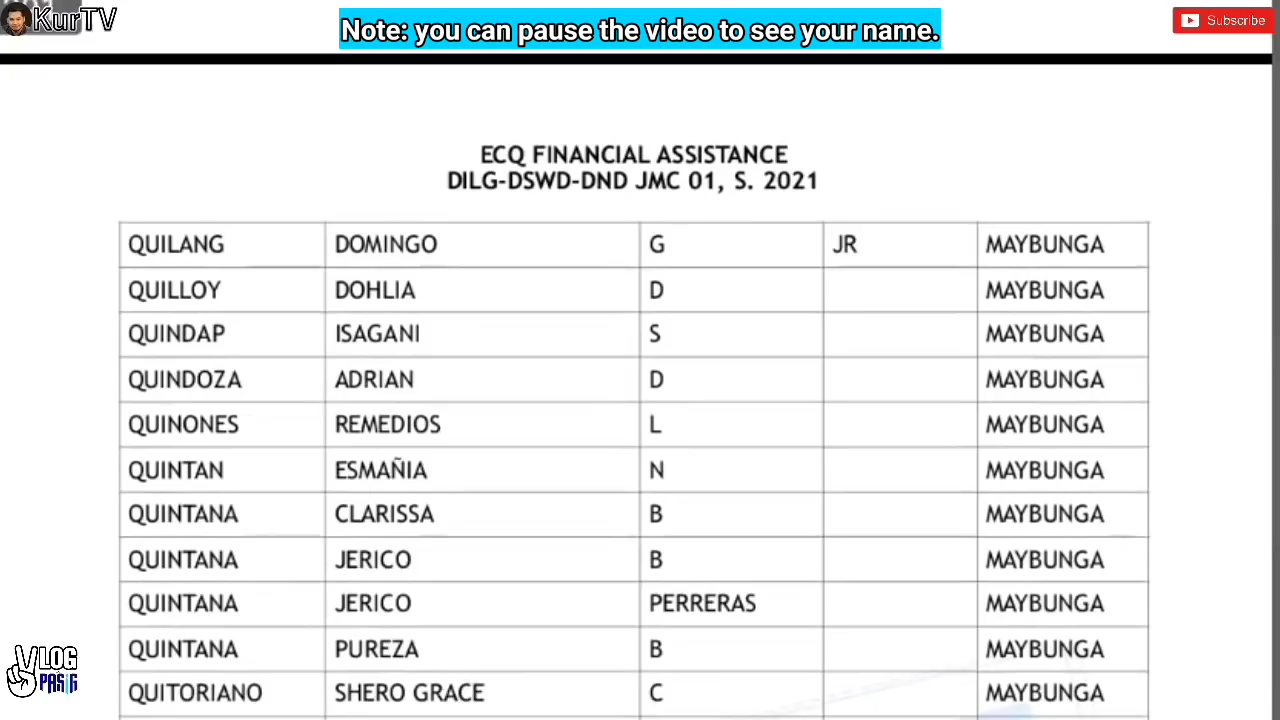 KurTV
Note: you can pause the video to see your name.
Subscribe
ECQ FINANCIAL ASSISTANCE
DILG-DSWD-DND JMC 01, S. 2021
QUILANG DOMINGO G JR MAYBUNGA
QUILLOY DOHLIA D MAYBUNGA
QUINDAP ISAGANI S MAYBUNGA
QUINDOZA ADRIAN D MAYBUNGA
QUINONES REMEDIOS L MAYBUNGA
QUINTAN ESMAÑIA N MAYBUNGA
QUINTANA CLARISSA B MAYBUNGA
QUINTANA JERICO B MAYBUNGA
QUINTANA JERICO PERRERAS MAYBUNGA
QUINTANA PUREZA B MAYBUNGA
QUITORIANO SHERO GRACE C MAYBUNGA
VLOG
PASIG